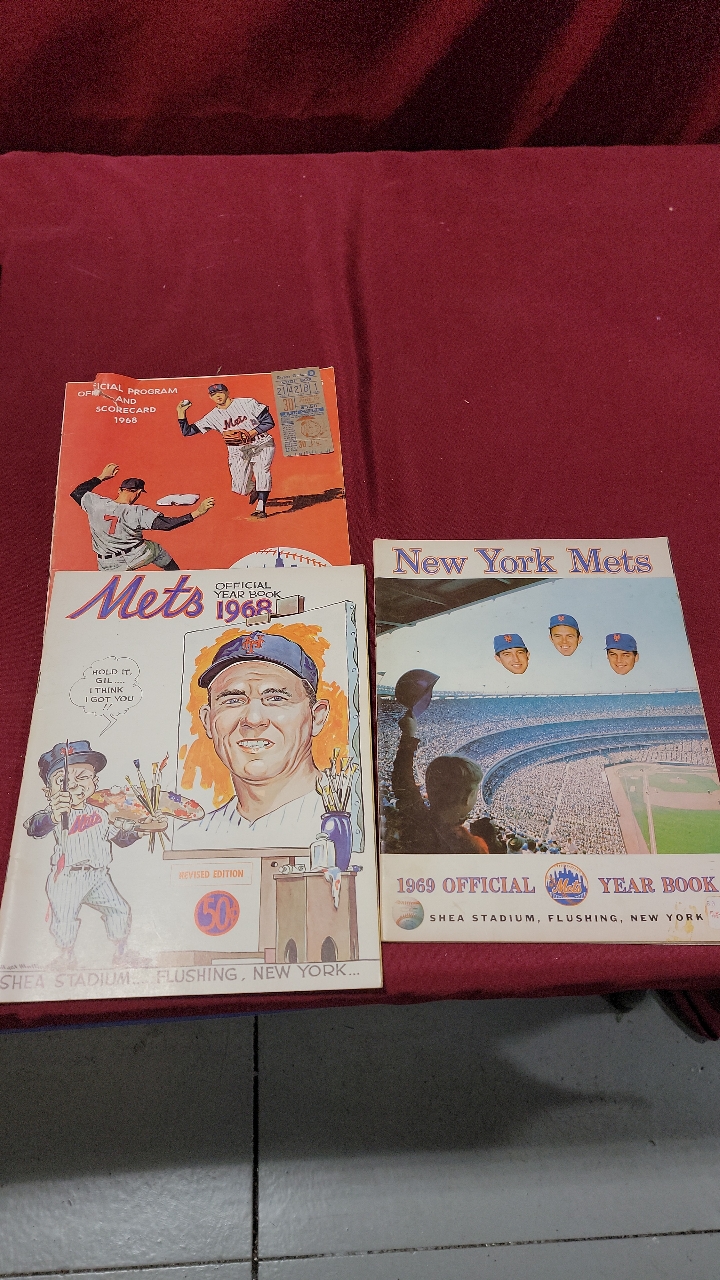 OFFICIAL PROGRAM
AND
SCORECARD
1968
Mets
7
Mets
OFFICIAL
YEAR BOOK
1968
HOLD IT,
GIL....
I THINK
I GOT YOU
!!
Mets
REVISED EDITION
50¢
SHEA STADIUM... FLUSHING, NEW YORK...
New York Mets
1969 OFFICIAL Mets YEAR BOOK
SHEA STADIUM, FLUSHING, NEW YORK